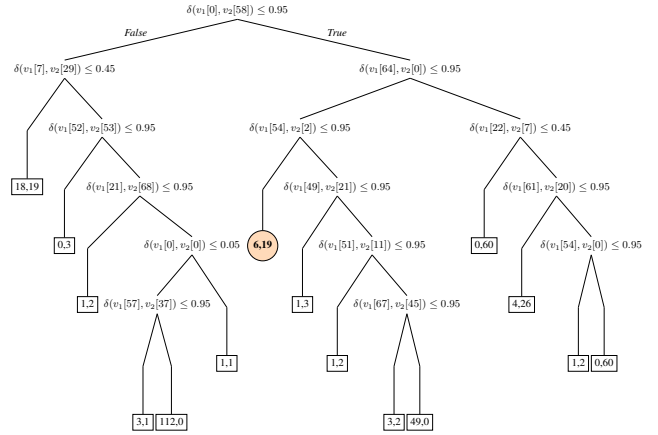 δ(v₁[0], v₂[58]) ≤ 0.95
False
True
δ(v₁[7], v₂[29]) ≤ 0.45
δ(v₁[64], v₂[0]) ≤ 0.95
δ(v₁[52], v₂[53]) ≤ 0.95
δ(v₁[54], v₂[2]) ≤ 0.95
δ(v₁[22], v₂[7]) ≤ 0.45
18,19
δ(v₁[21], v₂[68]) ≤ 0.95
δ(v₁[49], v₂[21]) ≤ 0.95
δ(v₁[61], v₂[20]) ≤ 0.95
0,3
δ(v₁[0], v₂[0]) ≤ 0.05
6,19
δ(v₁[51], v₂[11]) ≤ 0.95
0,60
δ(v₁[54], v₂[0]) ≤ 0.95
1,2
δ(v₁[57], v₂[37]) ≤ 0.95
1,3
δ(v₁[67], v₂[45]) ≤ 0.95
4,26
1,1
1,2
1,2
0,60
3,1
112,0
3,2
49,0